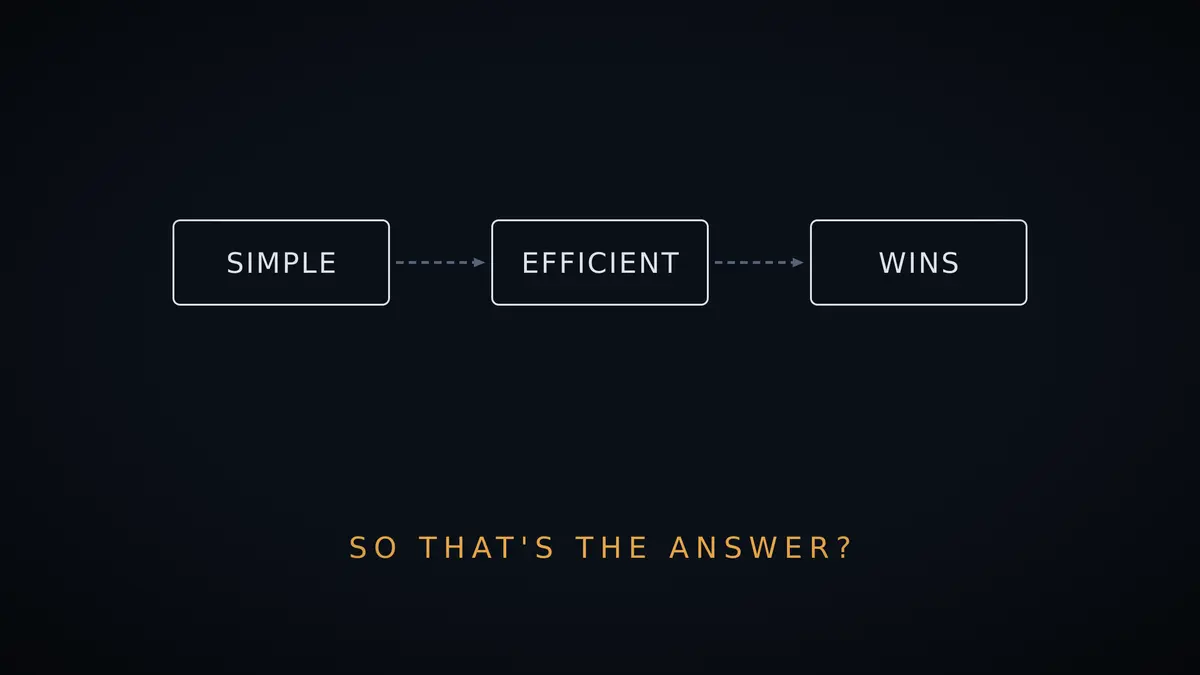 SIMPLE
EFFICIENT
WINS
SO THAT'S THE ANSWER?